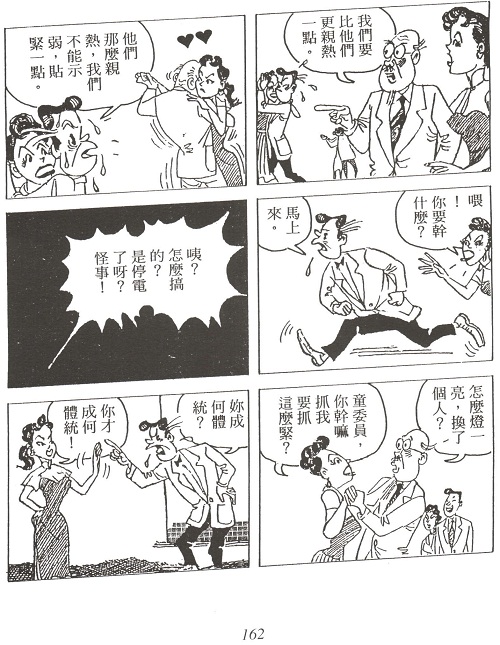 我們要
比他們
更親熱
一點。
他們
那麼親
熱，我們
不能示
弱，貼
緊一點。
喂
！你要幹
什麼？
馬上
來。
咦？
怎麼搞
的？
是停電
了呀？
怪事！
怎麼燈一
亮，換了
個人？
童委員，
你幹嘛
抓我
要抓
這麼緊？
妳成
何體
統？
你才
成何
體統！
162